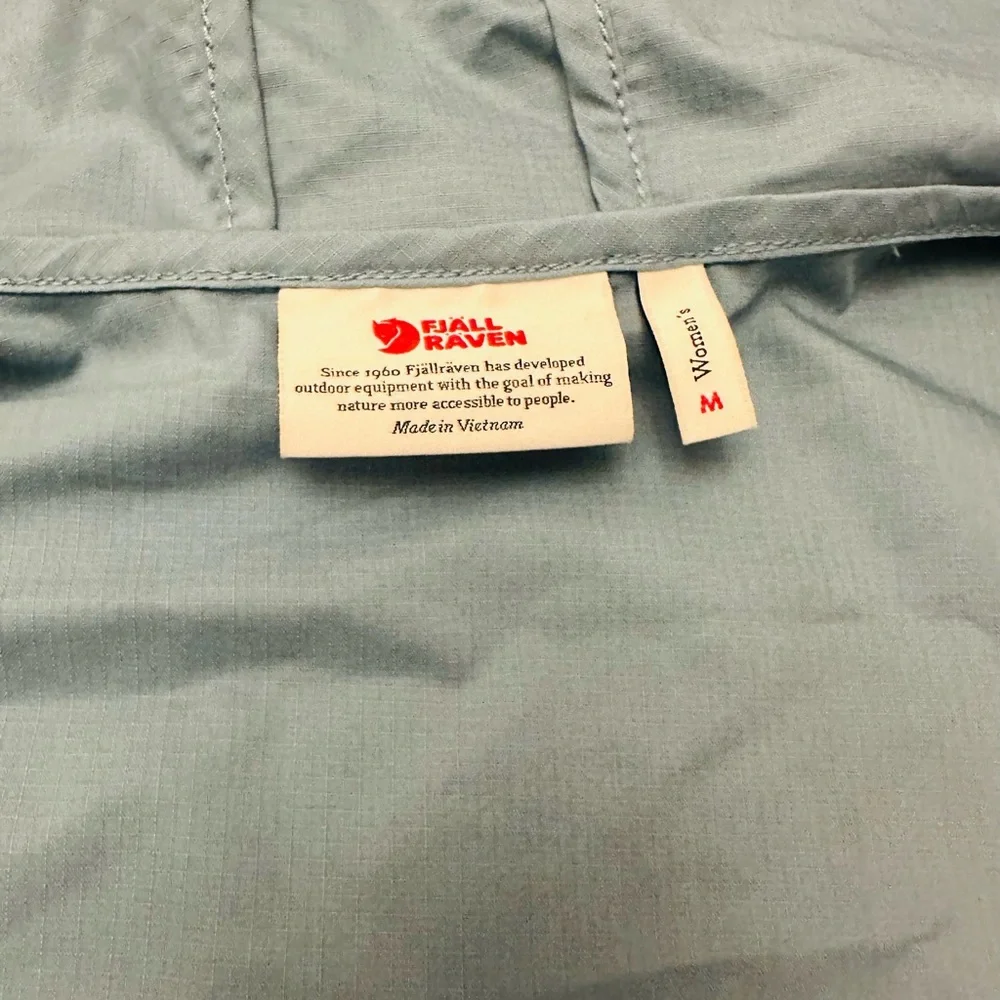 FJÄLL
RÄVEN
Since 1960 Fjällräven has developed
outdoor equipment with the goal of making
nature more accessible to people.
Made in Vietnam
Women's
M